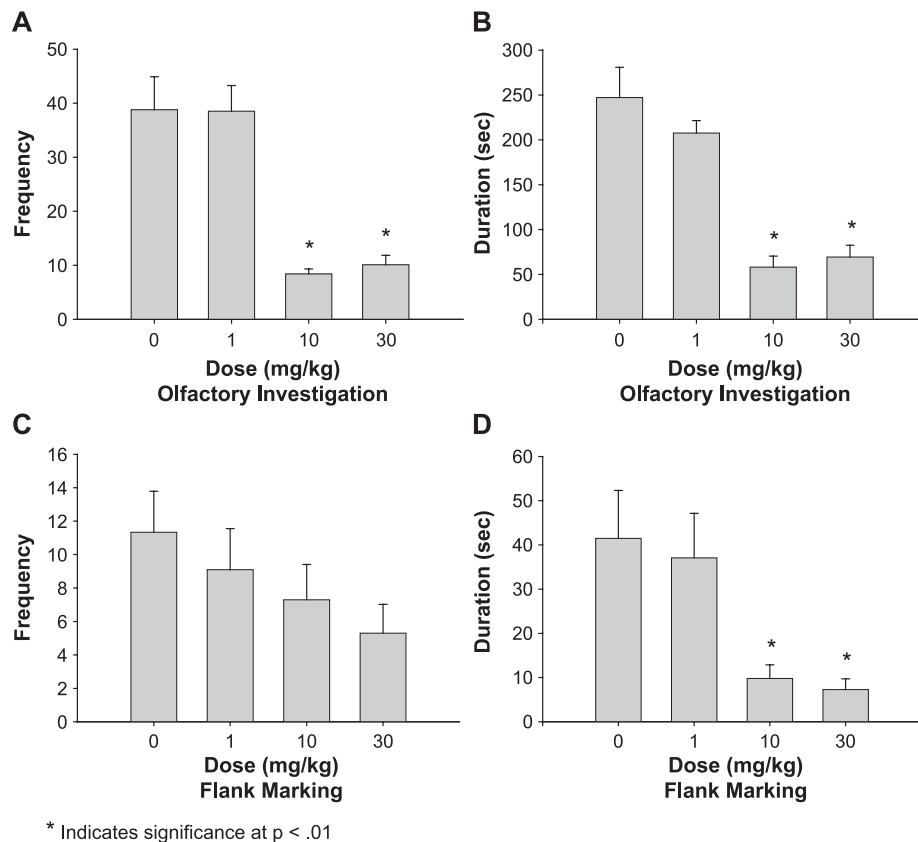 A
50
40
30
20
10
0
Frequency
* *
0 1 10 30
Dose (mg/kg)
Olfactory Investigation
B
300
250
200
150
100
50
0
Duration (sec)
* *
0 1 10 30
Dose (mg/kg)
Olfactory Investigation
C
16
14
12
10
8
6
4
2
0
Frequency
0 1 10 30
Dose (mg/kg)
Flank Marking
D
60
50
40
30
20
10
0
Duration (sec)
* *
0 1 10 30
Dose (mg/kg)
Flank Marking
* Indicates significance at p < .01